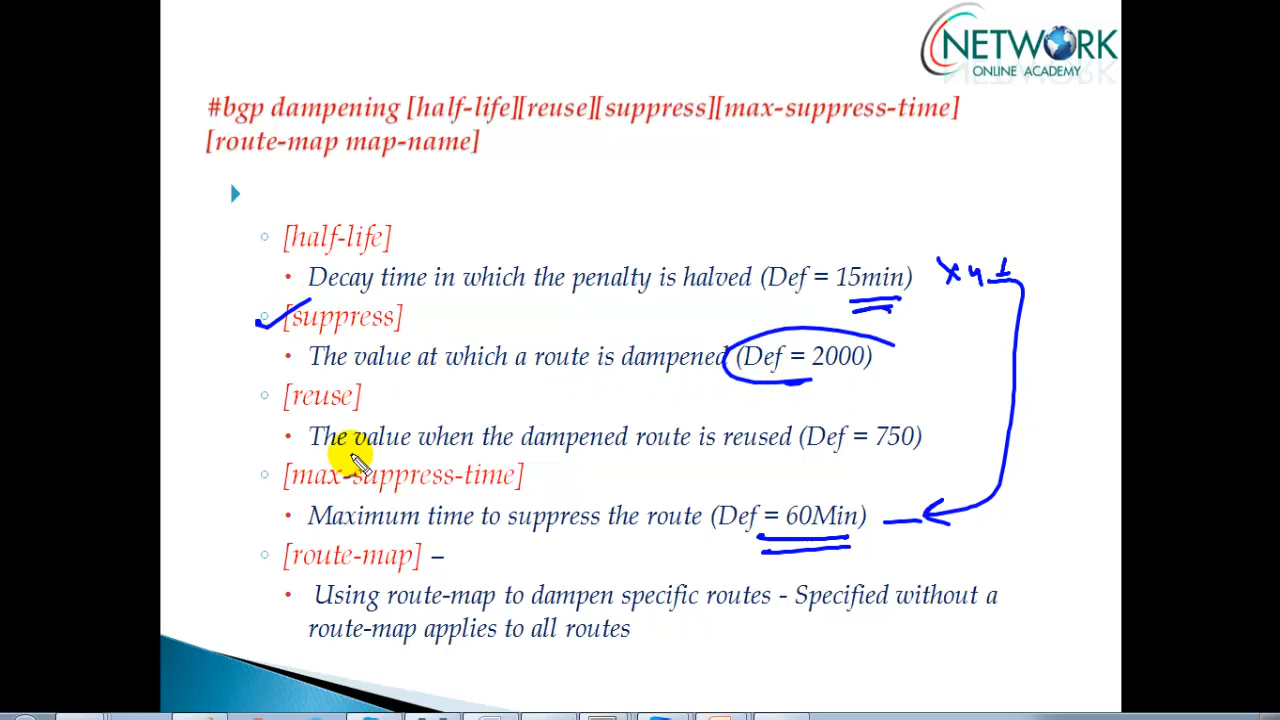 NETWORK
ONLINE ACADEMY
#bgp dampening [half-life][reuse][suppress][max-suppress-time]
[route-map map-name]
[half-life]
Decay time in which the penalty is halved (Def = 15min)
[suppress]
The value at which a route is dampened (Def = 2000)
[reuse]
The value when the dampened route is reused (Def = 750)
[max-suppress-time]
Maximum time to suppress the route (Def = 60Min)
[route-map] –
Using route-map to dampen specific routes - Specified without a
route-map applies to all routes